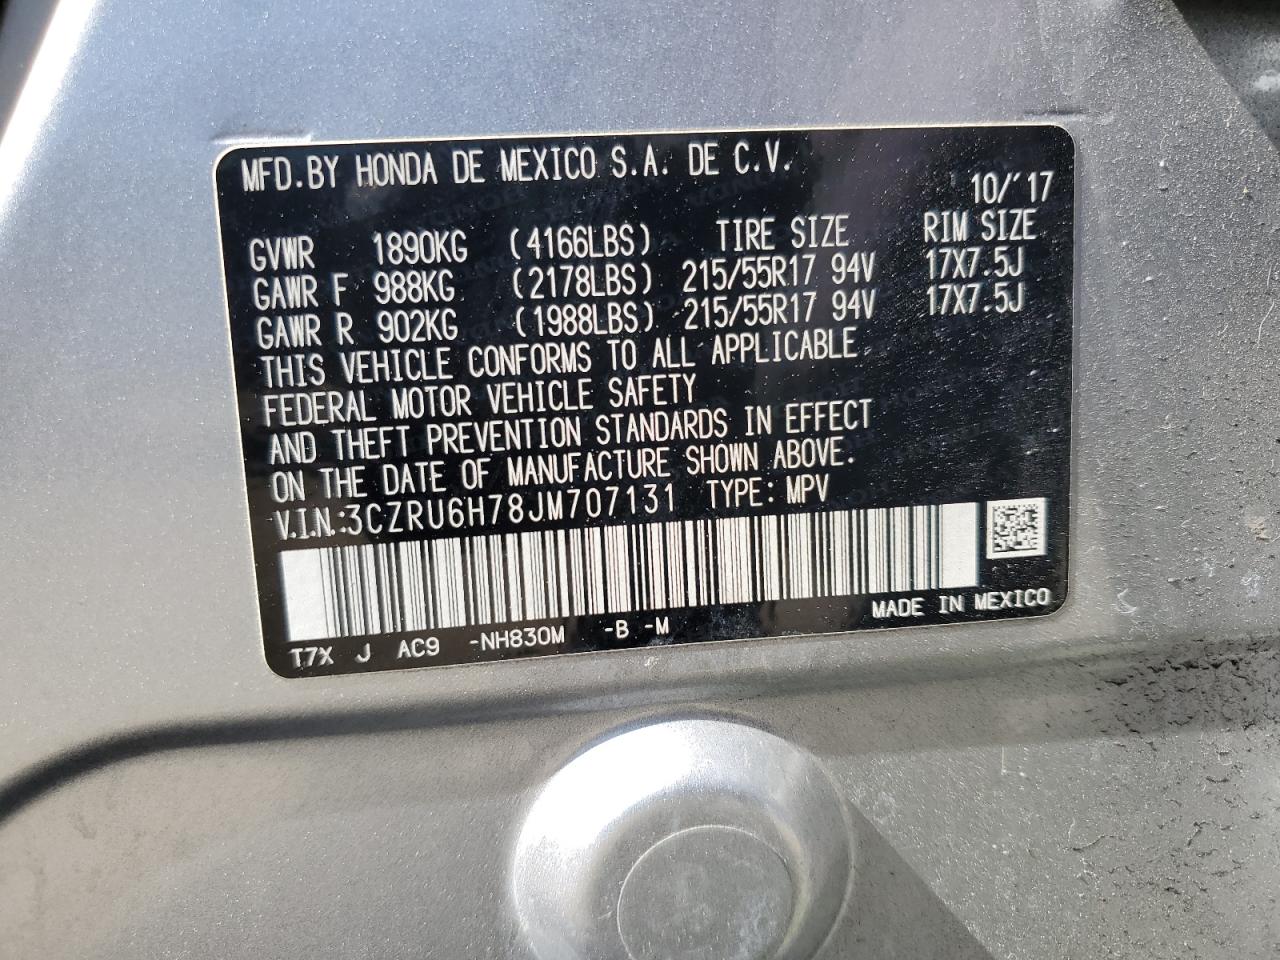 MFD.BY HONDA DE MEXICO S.A. DE C.V.
10/'17
GVWR 1890KG (4166LBS) TIRE SIZE RIM SIZE
GAWR F 988KG (2178LBS) 215/55R17 94V 17X7.5J
GAWR R 902KG (1988LBS) 215/55R17 94V 17X7.5J
THIS VEHICLE CONFORMS TO ALL APPLICABLE
FEDERAL MOTOR VEHICLE SAFETY
AND THEFT PREVENTION STANDARDS IN EFFECT
ON THE DATE OF MANUFACTURE SHOWN ABOVE.
V.I.N.:3CZRU6H78JM707131 TYPE: MPV
MADE IN MEXICO
T7X J AC9 -NH830M -B -M